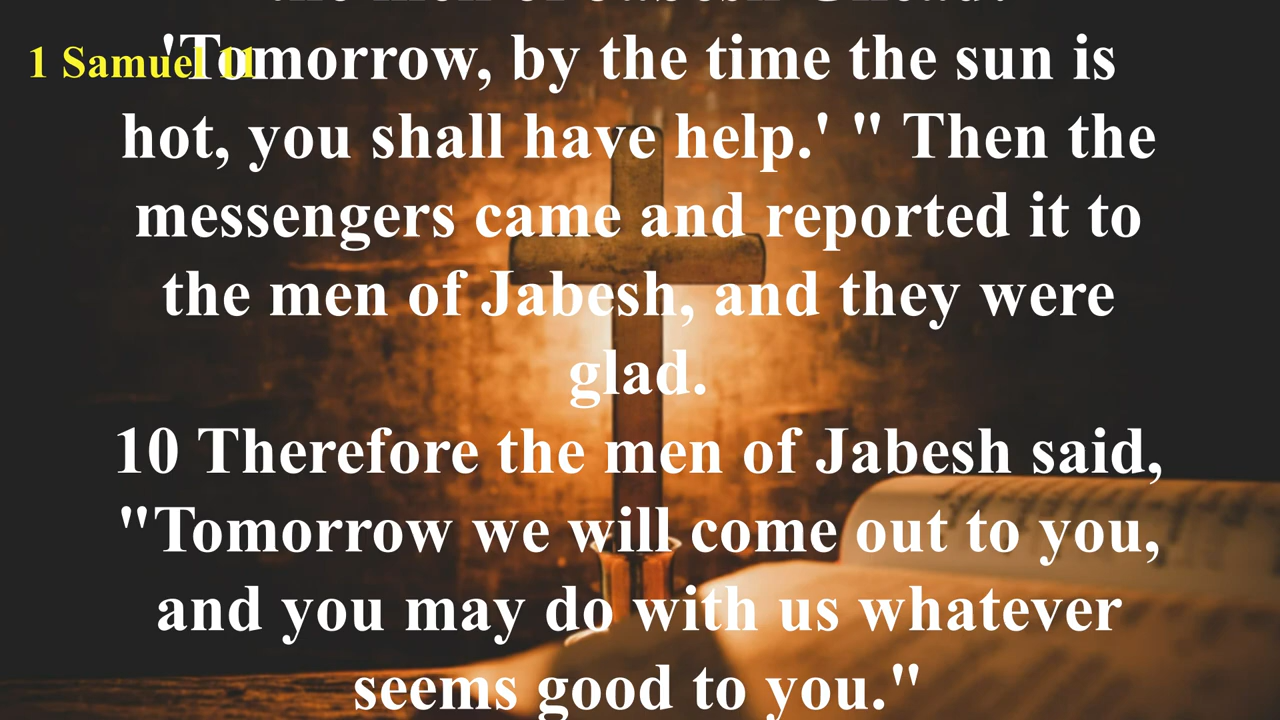 1 Samuel 11
'Tomorrow, by the time the sun is
hot, you shall have help.' " Then the
messengers came and reported it to
the men of Jabesh, and they were
glad.
10 Therefore the men of Jabesh said,
"Tomorrow we will come out to you,
and you may do with us whatever
seems good to you."